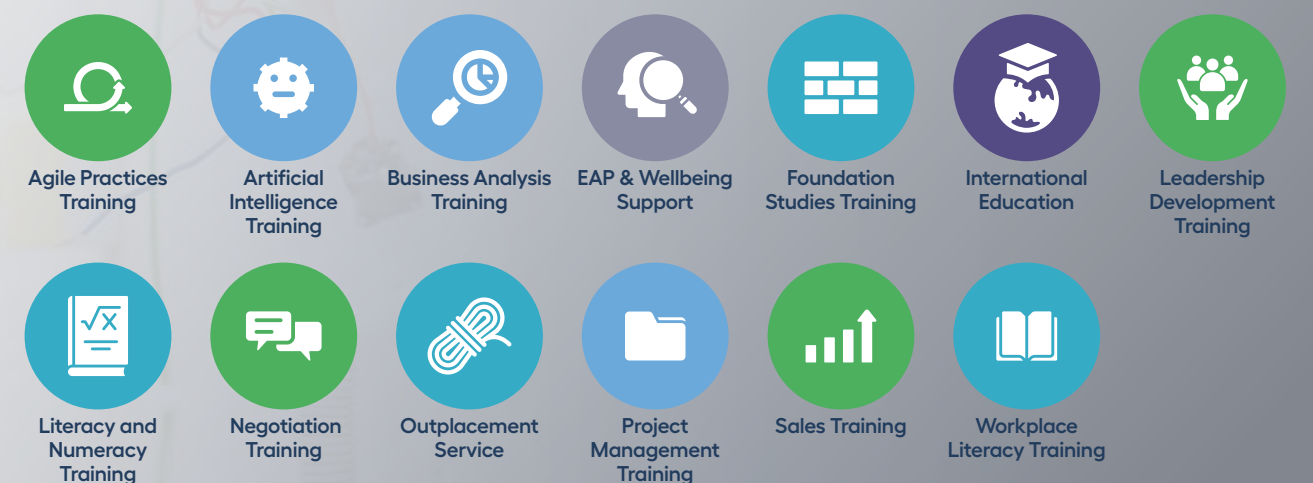 Agile Practices
Training
Artificial
Intelligence
Training
Business Analysis
Training
EAP & Wellbeing
Support
Foundation
Studies Training
International
Education
Leadership
Development
Training
√x
Literacy and
Numeracy
Training
Negotiation
Training
Outplacement
Service
Project
Management
Training
Sales Training
Workplace
Literacy Training